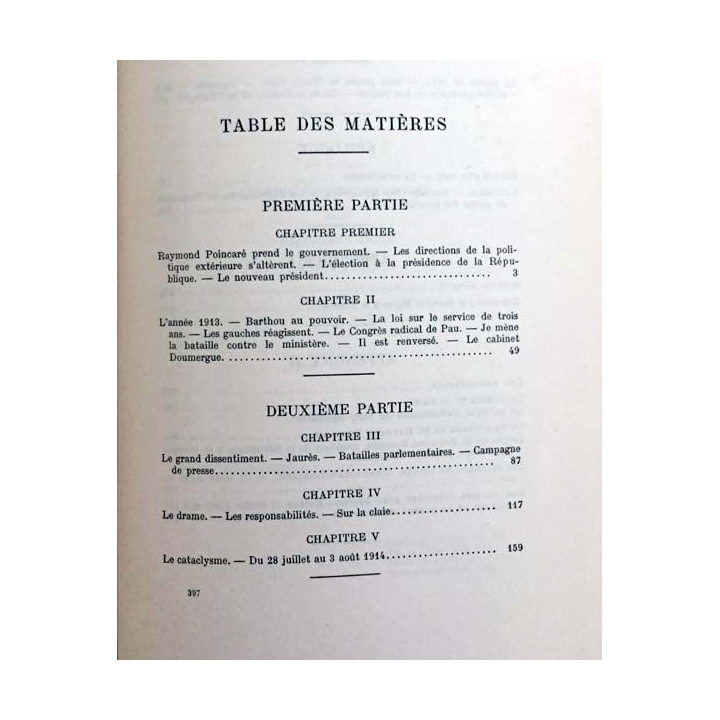 TABLE DES MATIÈRES
PREMIÈRE PARTIE
CHAPITRE PREMIER
Raymond Poincaré prend le gouvernement. — Les directions de la poli-
tique extérieure s'altèrent. — L'élection à la présidence de la Répu-
blique. — Le nouveau président................................ 3
CHAPITRE II
L'année 1913. — Barthou au pouvoir. — La loi sur le service de trois
ans. — Les gauches réagissent. — Le Congrès radical de Pau. — Je mène
la bataille contre le ministère. — Il est renversé. — Le cabinet
Doumergue. ................................................ 49
DEUXIÈME PARTIE
CHAPITRE III
Le grand dissentiment. — Jaurès. — Batailles parlementaires. — Campagne
de presse.................................................. 87
CHAPITRE IV
Le drame. — Les responsabilités. — Sur la claie.................... 117
CHAPITRE V
Le cataclysme. — Du 28 juillet au 3 août 1914..................... 159
397